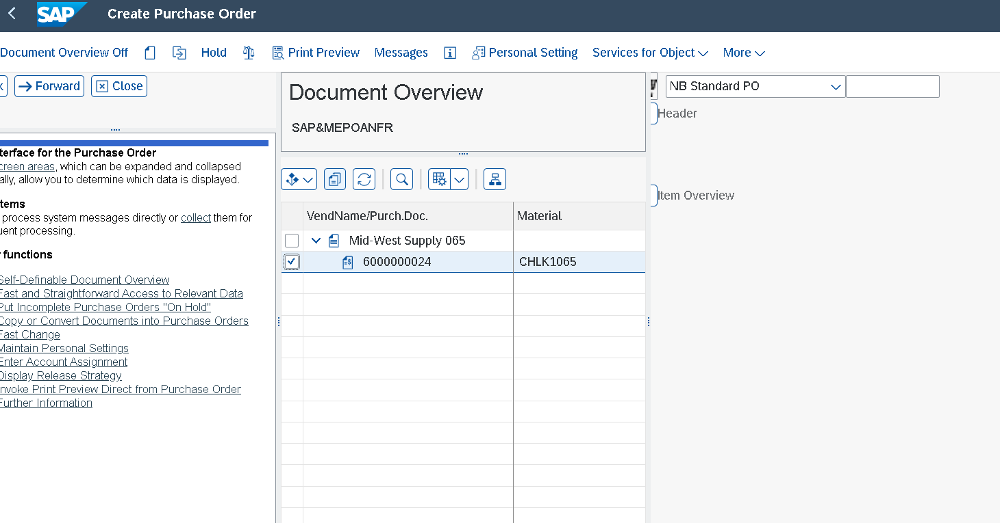 SAP Create Purchase Order
Document Overview Off Hold Print Preview Messages Personal Setting Services for Object More
Forward Close
terface for the Purchase Order
creen areas, which can be expanded and collapsed
ally, allow you to determine which data is displayed.
tems
process system messages directly or collect them for
uent processing.
functions
Self-Definable Document Overview
Fast and Straightforward Access to Relevant Data
Put Incomplete Purchase Orders "On Hold"
Copy or Convert Documents into Purchase Orders
Fast Change
Maintain Personal Settings
Enter Account Assignment
Display Release Strategy
Invoke Print Preview Direct from Purchase Order
Further Information
Document Overview
SAP&MEPOANFR
VendName/Purch.Doc. Material
Mid-West Supply 065
6000000024 CHLK1065
NB Standard PO
Header
Item Overview